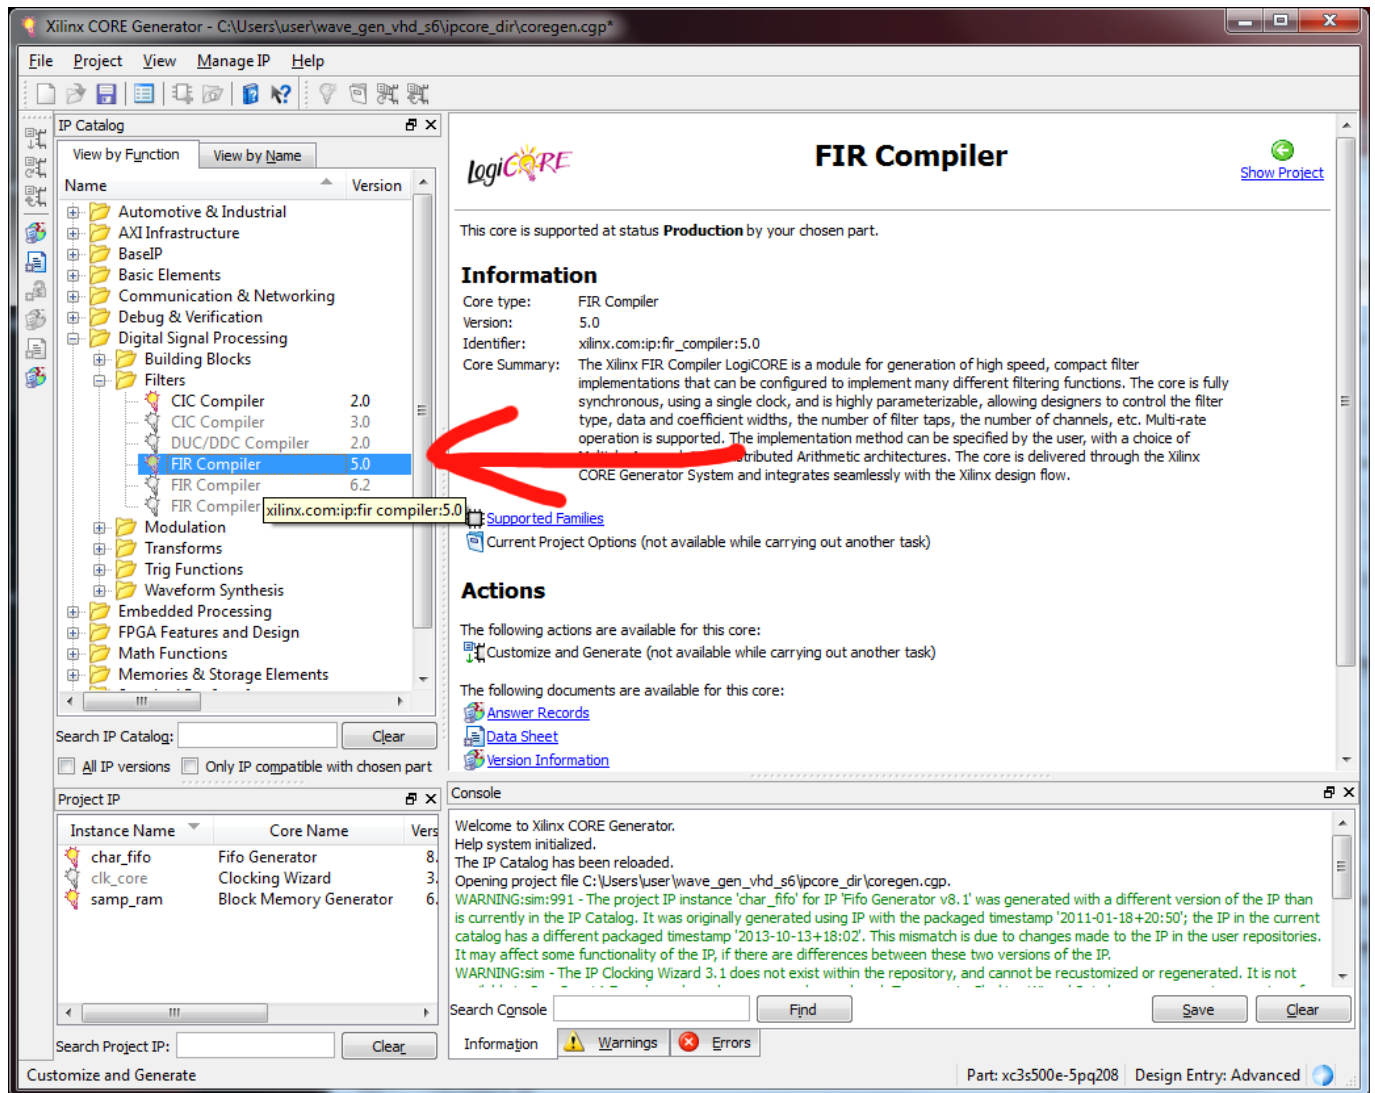 Xilinx CORE Generator - C:\Users\user\wave_gen_vhd_s6\ipcore_dir\coregen.cgp*
File Project View Manage IP Help
IP Catalog
View by Function View by Name
Name Version
Automotive & Industrial
AXI Infrastructure
BaseIP
Basic Elements
Communication & Networking
Debug & Verification
Digital Signal Processing
Building Blocks
Filters
CIC Compiler 2.0
CIC Compiler 3.0
DUC/DDC Compiler 2.0
FIR Compiler 5.0
FIR Compiler 6.2
FIR Compiler
xilinx.com:ip:fir compiler:5.0
Modulation
Transforms
Trig Functions
Waveform Synthesis
Embedded Processing
FPGA Features and Design
Math Functions
Memories & Storage Elements
Search IP Catalog: Clear
All IP versions Only IP compatible with chosen part
LogiCORE
FIR Compiler
Show Project
This core is supported at status Production by your chosen part.
Information
Core type: FIR Compiler
Version: 5.0
Identifier: xilinx.com:ip:fir_compiler:5.0
Core Summary: The Xilinx FIR Compiler LogiCORE is a module for generation of high speed, compact filter
implementations that can be configured to implement many different filtering functions. The core is fully
synchronous, using a single clock, and is highly parameterizable, allowing designers to control the filter
type, data and coefficient widths, the number of filter taps, the number of channels, etc. Multi-rate
operation is supported. The implementation method can be specified by the user, with a choice of
Arithmetic architectures. The core is delivered through the Xilinx
CORE Generator System and integrates seamlessly with the Xilinx design flow.
Supported Families
Current Project Options (not available while carrying out another task)
Actions
The following actions are available for this core:
Customize and Generate (not available while carrying out another task)
The following documents are available for this core:
Answer Records
Data Sheet
Version Information
Project IP
Instance Name Core Name Vers
char_fifo Fifo Generator 8.
clk_core Clocking Wizard 3.
samp_ram Block Memory Generator 6.
Search Project IP: Clear
Console
Welcome to Xilinx CORE Generator.
Help system initialized.
The IP Catalog has been reloaded.
Opening project file C:\Users\user\wave_gen_vhd_s6\ipcore_dir\coregen.cgp.
WARNING:sim:991 - The project IP instance 'char_fifo' for IP 'Fifo Generator v8.1' was generated with a different version of the IP than
is currently in the IP Catalog. It was originally generated using IP with the packaged timestamp '2011-01-18+20:50'; the IP in the current
catalog has a different packaged timestamp '2013-10-13+18:02'. This mismatch is due to changes made to the IP in the user repositories.
It may affect some functionality of the IP, if there are differences between these two versions of the IP.
WARNING:sim - The IP Clocking Wizard 3.1 does not exist within the repository, and cannot be recustomized or regenerated. It is not
Search Console Find Save Clear
Information Warnings Errors
Customize and Generate Part: xc3s500e-5pq208 Design Entry: Advanced